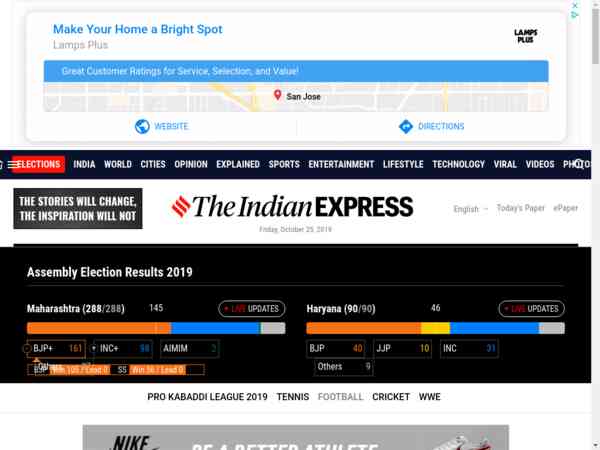 Make Your Home a Bright Spot
Lamps Plus
LAMPS
PLUS
Great Customer Ratings for Service, Selection, and Value!
San Jose
WEBSITE
DIRECTIONS
ELECTIONS INDIA WORLD CITIES OPINION EXPLAINED SPORTS ENTERTAINMENT LIFESTYLE TECHNOLOGY VIRAL VIDEOS PHOTOS
THE STORIES WILL CHANGE,
THE INSPIRATION WILL NOT
The Indian EXPRESS
English
Today's Paper
ePaper
Friday, October 25, 2019
Assembly Election Results 2019
Maharashtra (288/288) 145 LIVE UPDATES
Haryana (90/90) 46 LIVE UPDATES
BJP+ 161 INC+ 98 AIMIM
BJP 40 JJP 10 INC 31
Others
BJP Win 105 / Lead 0 SS Win 56 / Lead 0
Others 9
PRO KABADDI LEAGUE 2019 TENNIS FOOTBALL CRICKET WWE
NIKE
BE A BETTER ATHLETE